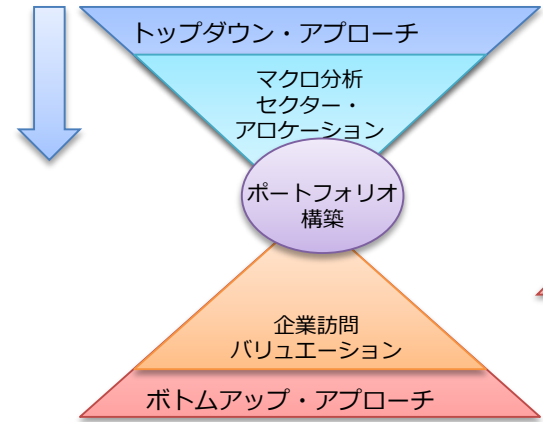 トップダウン・アプローチ
マクロ分析
セクター・
アロケーション
ポートフォリオ
構築
企業訪問
バリュエーション
ボトムアップ・アプローチ